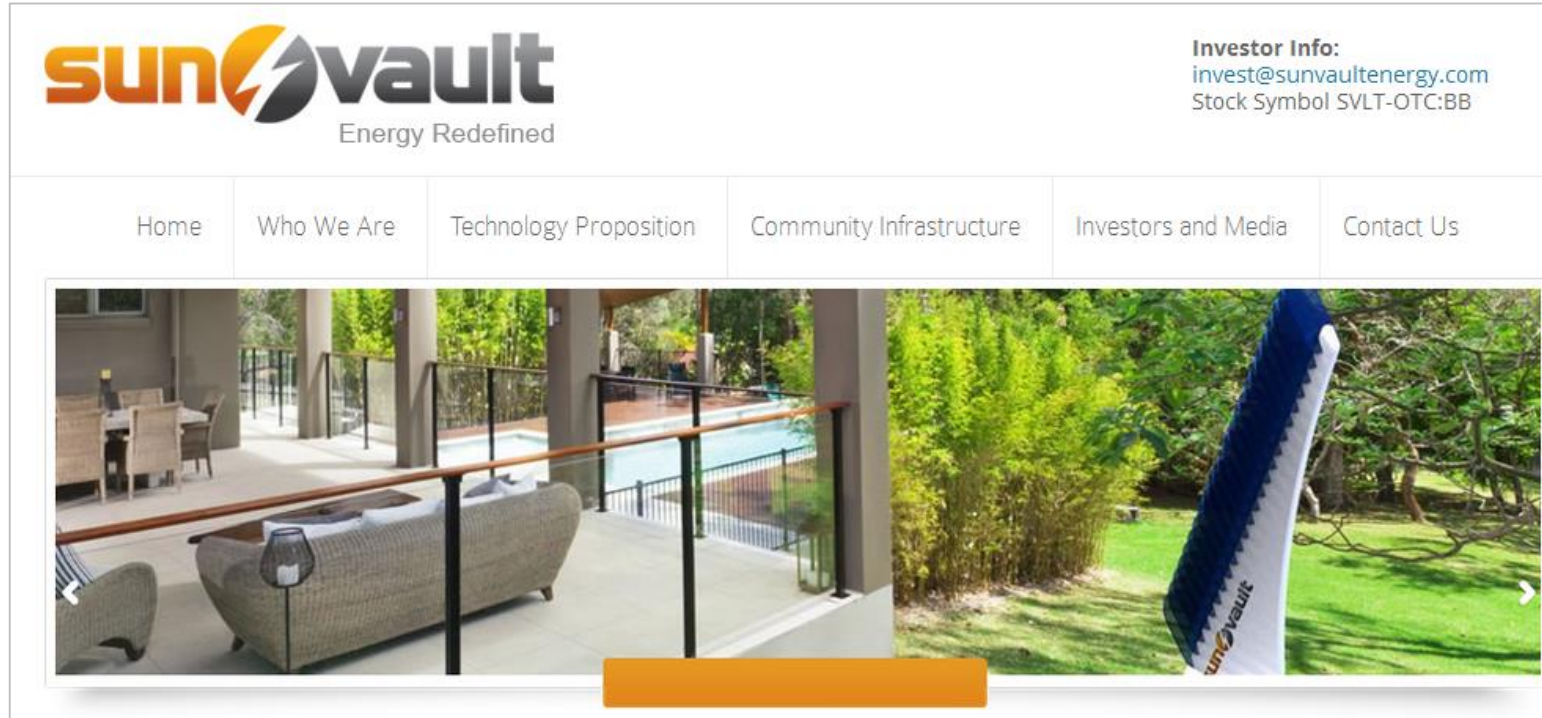 sunvault
Energy Redefined
Investor Info:
invest@sunvaultenergy.com
Stock Symbol SVLT-OTC:BB
Home Who We Are Technology Proposition Community Infrastructure Investors and Media Contact Us
sunvault